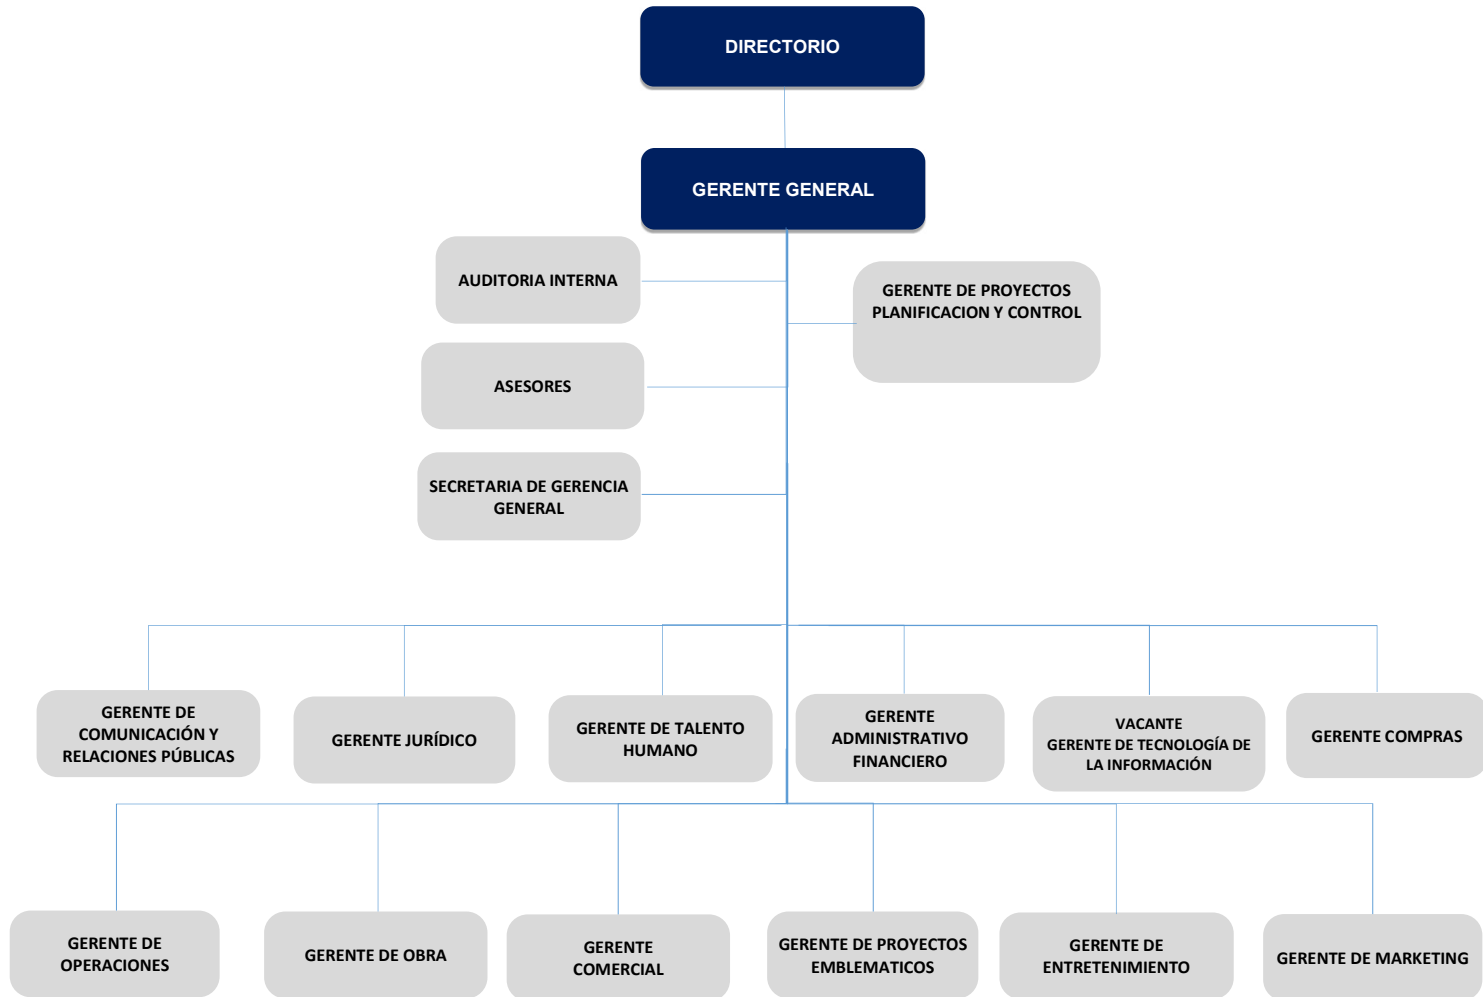 DIRECTORIO
GERENTE GENERAL
AUDITORIA INTERNA
GERENTE DE PROYECTOS
PLANIFICACION Y CONTROL
ASESORES
SECRETARIA DE GERENCIA
GENERAL
GERENTE DE
COMUNICACIÓN Y
RELACIONES PÚBLICAS
GERENTE JURÍDICO
GERENTE DE TALENTO
HUMANO
GERENTE
ADMINISTRATIVO
FINANCIERO
VACANTE
GERENTE DE TECNOLOGÍA DE
LA INFORMACIÓN
GERENTE COMPRAS
GERENTE DE
OPERACIONES
GERENTE DE OBRA
GERENTE
COMERCIAL
GERENTE DE PROYECTOS
EMBLEMATICOS
GERENTE DE
ENTRETENIMIENTO
GERENTE DE MARKETING